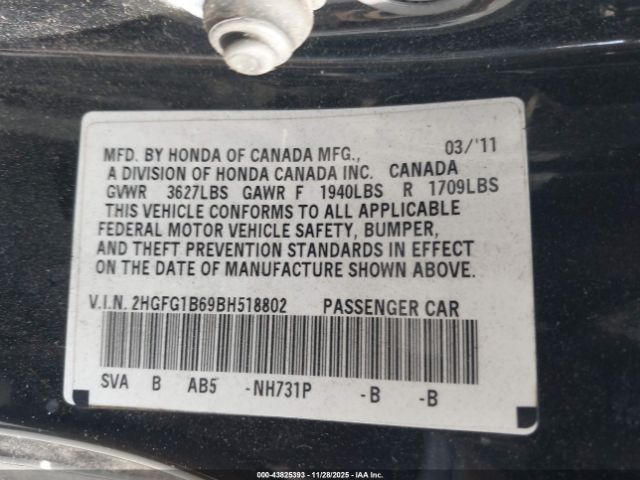 MFD. BY HONDA OF CANADA MFG., 03/'11
A DIVISION OF HONDA CANADA INC. CANADA
GVWR 3627LBS GAWR F 1940LBS R 1709LBS
THIS VEHICLE CONFORMS TO ALL APPLICABLE
FEDERAL MOTOR VEHICLE SAFETY, BUMPER,
AND THEFT PREVENTION STANDARDS IN EFFECT
ON THE DATE OF MANUFACTURE SHOWN ABOVE.
V.I.N. 2HGFG1B69BH518802 PASSENGER CAR
SVA B AB5 -NH731P -B -B
000-43825393 - 11/28/2025 - IAA Inc.